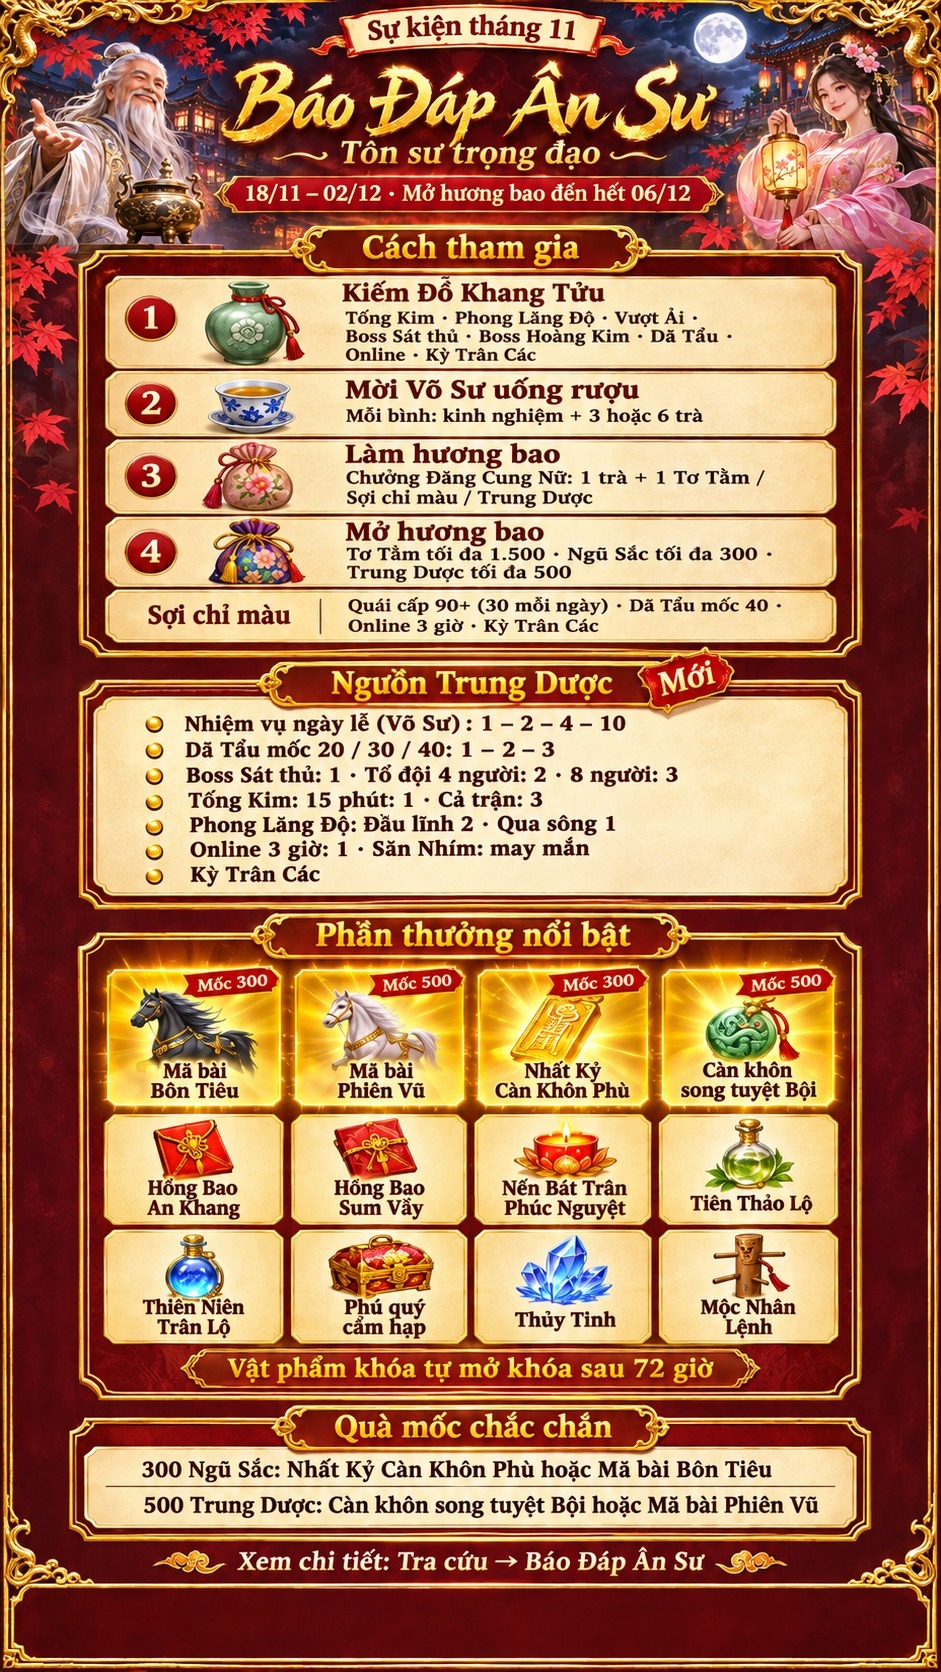 Sự kiện tháng 11
Báo Đáp Ân Sư
Tôn sư trọng đạo
18/11 – 02/12 · Mở hương bao đến hết 06/12
Cách tham gia
1
Kiếm Đồ Khang Tửu
Tống Kim · Phong Lăng Độ · Vượt Ải ·
Boss Sát thủ · Boss Hoàng Kim · Dã Tẩu ·
Online · Kỳ Trân Các
2
Mời Võ Sư uống rượu
Mỗi bình: kinh nghiệm + 3 hoặc 6 trà
3
Làm hương bao
Chưởng Đăng Cung Nữ: 1 trà + 1 Tơ Tằm /
Sợi chỉ màu / Trung Dược
4
Mở hương bao
Tơ Tằm tối đa 1.500 · Ngũ Sắc tối đa 300 ·
Trung Dược tối đa 500
Sợi chỉ màu
Quái cấp 90+ (30 mỗi ngày) · Dã Tẩu mốc 40 ·
Online 3 giờ · Kỳ Trân Các
Nguồn Trung Dược
Mới
Nhiệm vụ ngày lễ (Võ Sư) : 1 – 2 – 4 – 10
Dã Tẩu mốc 20 / 30 / 40: 1 – 2 – 3
Boss Sát thủ: 1 · Tổ đội 4 người: 2 · 8 người: 3
Tống Kim: 15 phút: 1 · Cả trận: 3
Phong Lăng Độ: Đầu lĩnh 2 · Qua sông 1
Online 3 giờ: 1 · Săn Nhím: may mắn
Kỳ Trân Các
Phần thưởng nổi bật
Mốc 300
Mã bài
Bôn Tiêu
Mốc 500
Mã bài
Phiên Vũ
Mốc 300
Nhất Kỷ
Càn Khôn Phù
Mốc 500
Càn khôn
song tuyệt Bội
Hồng Bao
An Khang
Hồng Bao
Sum Vầy
Nến Bát Trân
Phúc Nguyệt
Tiên Thảo Lộ
Thiên Niên
Trân Lộ
Phú quý
cẩm hạp
Thủy Tinh
Mộc Nhân
Lệnh
Vật phẩm khóa tự mở khóa sau 72 giờ
Quà mốc chắc chắn
300 Ngũ Sắc: Nhất Kỷ Càn Khôn Phù hoặc Mã bài Bôn Tiêu
500 Trung Dược: Càn khôn song tuyệt Bội hoặc Mã bài Phiên Vũ
Xem chi tiết: Tra cứu → Báo Đáp Ân Sư